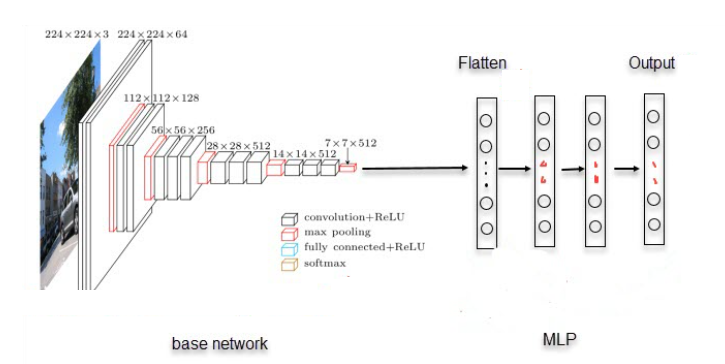 224×224×3 224×224×64
112×112×128
56×56×256
28×28×512
14×14×512
7×7×512
Flatten
Output
convolution+ReLU
max pooling
fully connected+ReLU
softmax
base network
MLP